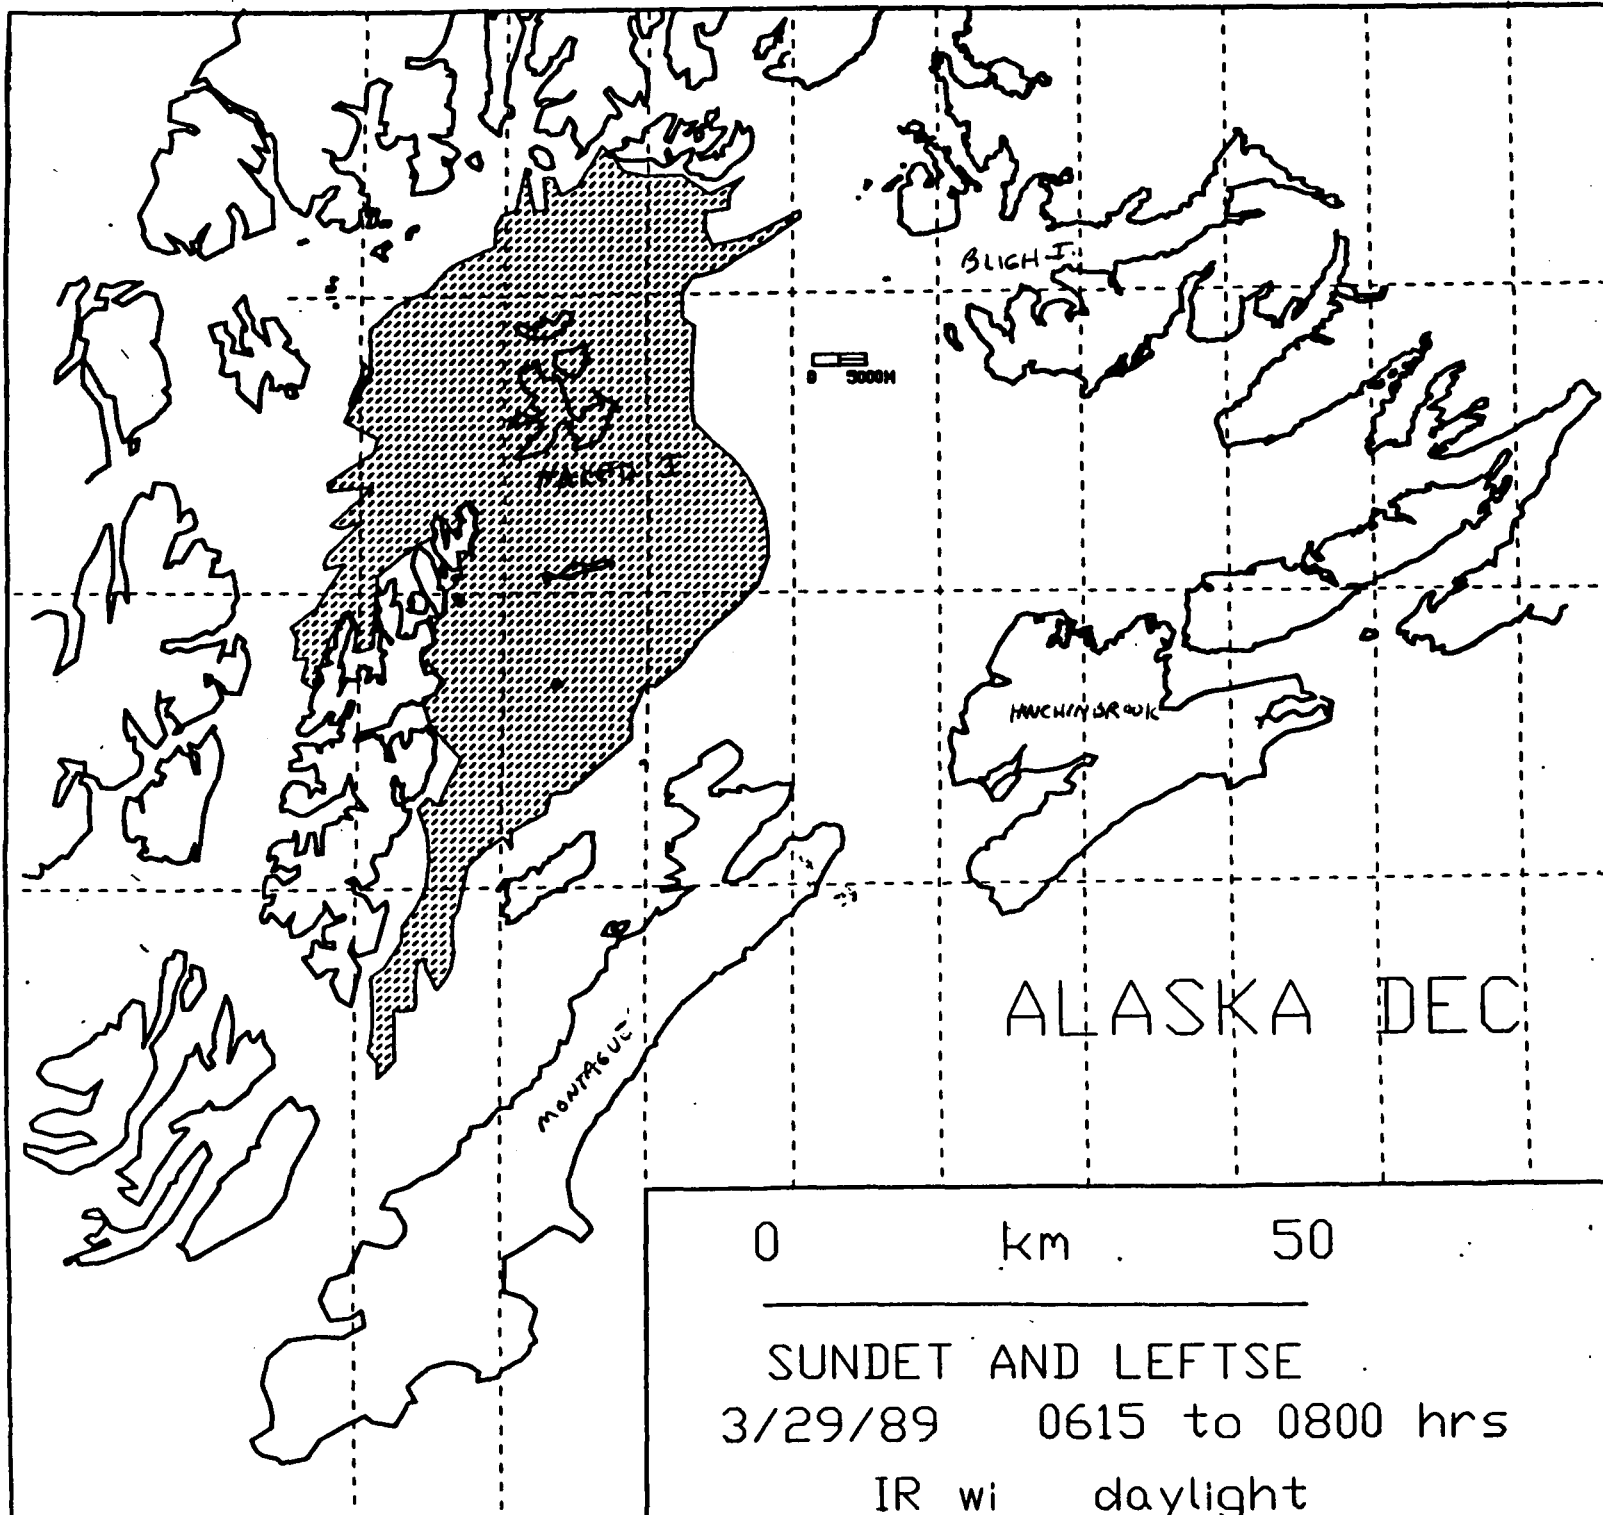 BLIGH I.
0 5000M
NAKED I
HINCHINBROUK
ALASKA DEC
MONTAGUE
0 km 50
SUNDET AND LEFTSE
3/29/89 0615 to 0800 hrs
IR wi daylight